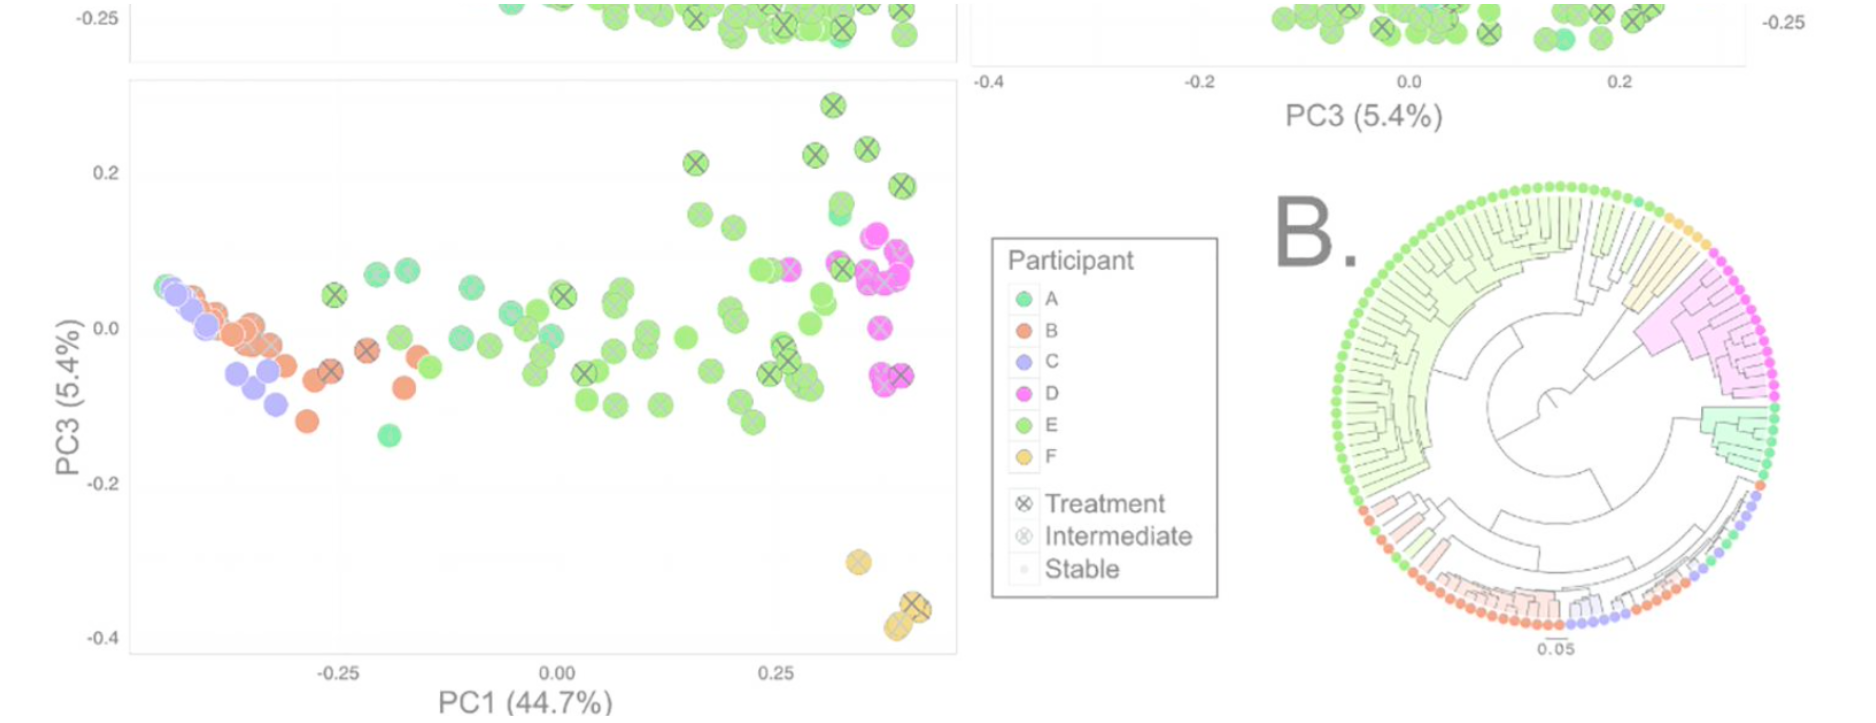 -0.25
-0.25
-0.4 -0.2 0.0 0.2
PC3 (5.4%)
0.2
0.0
-0.2
-0.4
PC3 (5.4%)
-0.25 0.00 0.25
PC1 (44.7%)
Participant
A
B
C
D
E
F
Treatment
Intermediate
Stable
B.
0.05